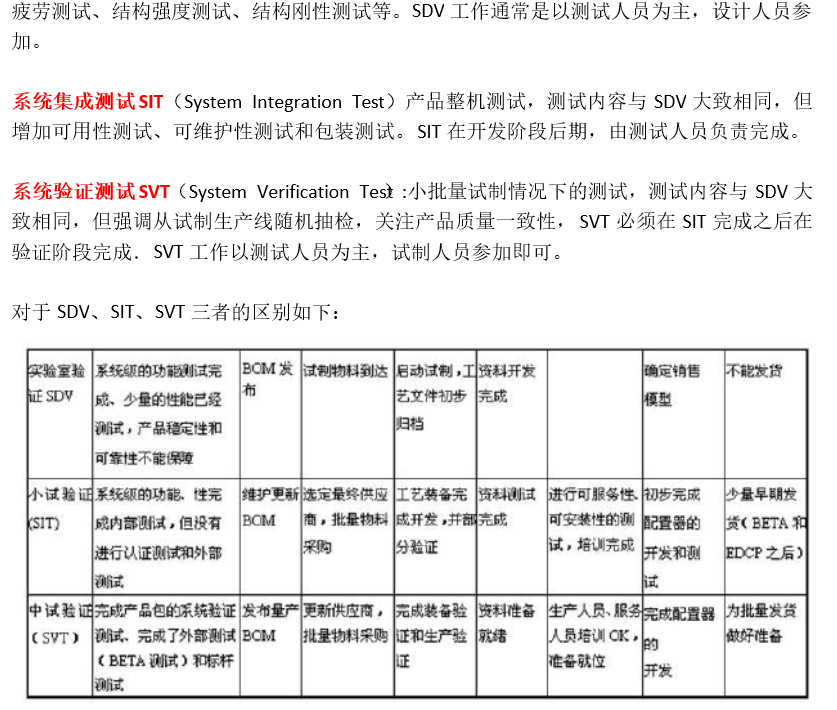 疲劳测试、结构强度测试、结构刚性测试等。SDV 工作通常是以测试人员为主，设计人员参
加。
系统集成测试SIT（System Integration Test）产品整机测试，测试内容与 SDV 大致相同，但
增加可用性测试、可维护性测试和包装测试。SIT 在开发阶段后期，由测试人员负责完成。
系统验证测试SVT（System Verification Test）:小批量试制情况下的测试，测试内容与 SDV 大
致相同，但强调从试制生产线随机抽检，关注产品质量一致性， SVT 必须在 SIT 完成之后在
验证阶段完成．SVT 工作以测试人员为主，试制人员参加即可。
对于 SDV、SIT、SVT 三者的区别如下：
实验室验
证 SDV
系统级的功能测试完
成、少量的性能已经
测试，产品稳定性和
可靠性不能保障
BOM 发
布
试制物料到达
启动试制，工
艺文件初步
归档
资料开发
完成
确定销售
模型
不能发货
小试验证
(SIT)
系统级的功能、性完
成内部测试，但没有
进行认证测试和外部
测试
维护更新
BOM
选定最终供应
商，批量物料
采购
工艺装备完
成开发，并部
分验证
资料测试
完成
进行可服务性、
可安装性的测
试，培训完成
初步完成
配置器的
开发和测
试
少量早期发
货（BETA 和
EDCP 之后）
中试验证
（SVT）
完成产品包的系统验证
测试、完成了外部测试
（BETA 测试）和标杆
测试
发布量产
BOM
更新供应商，
批量物料采购
完成装备验
证和生产验
证
资料准备
就绪
生产人员、服务
人员培训 OK，
准备就位
完成配置器
的
开发
为批量发货
做好准备